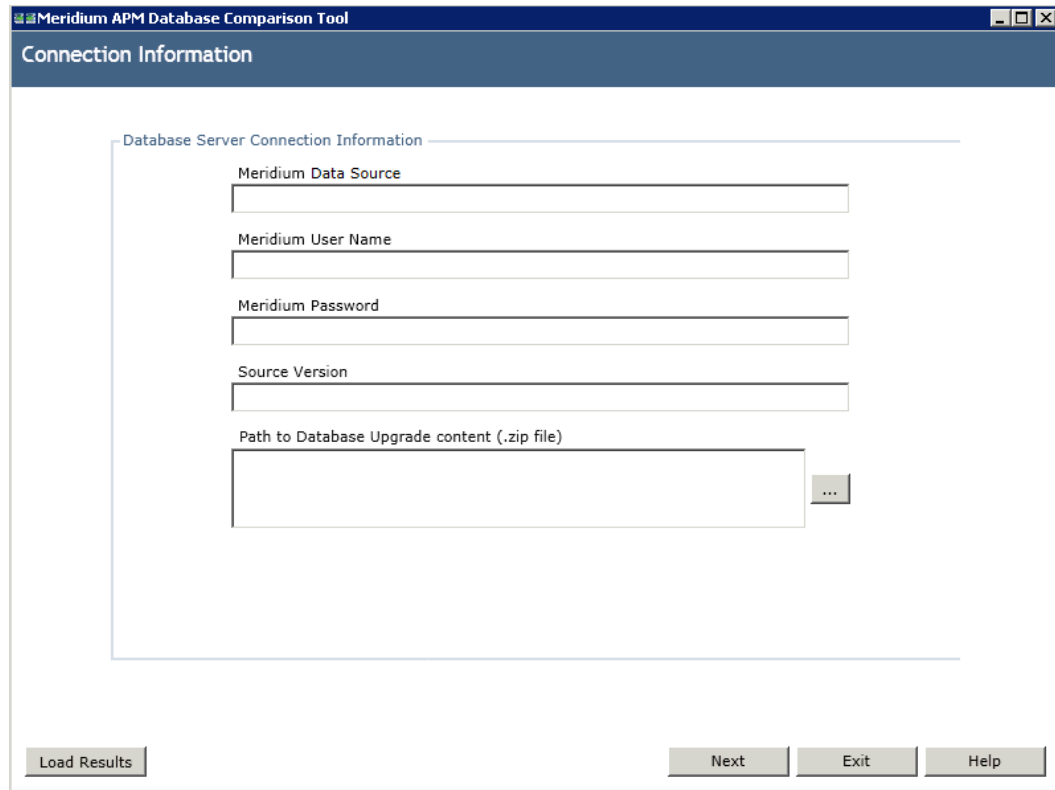 Meridium APM Database Comparison Tool
Connection Information
Database Server Connection Information
Meridium Data Source
Meridium User Name
Meridium Password
Source Version
Path to Database Upgrade content (.zip file)
...
Load Results
Next
Exit
Help